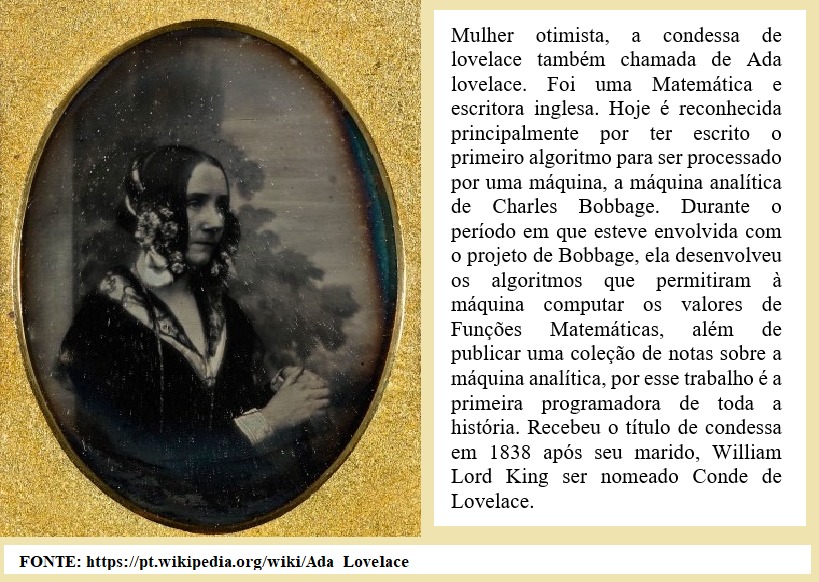 Mulher otimista, a condessa de
lovelace também chamada de Ada
lovelace. Foi uma Matemática e
escritora inglesa. Hoje é reconhecida
principalmente por ter escrito o
primeiro algoritmo para ser processado
por uma máquina, a máquina analítica
de Charles Bobbage. Durante o
período em que esteve envolvida com
o projeto de Bobbage, ela desenvolveu
os algoritmos que permitiram à
máquina computar os valores de
Funções Matemáticas, além de
publicar uma coleção de notas sobre a
máquina analítica, por esse trabalho é a
primeira programadora de toda a
história. Recebeu o título de condessa
em 1838 após seu marido, William
Lord King ser nomeado Conde de
Lovelace.
FONTE: https://pt.wikipedia.org/wiki/Ada_Lovelace